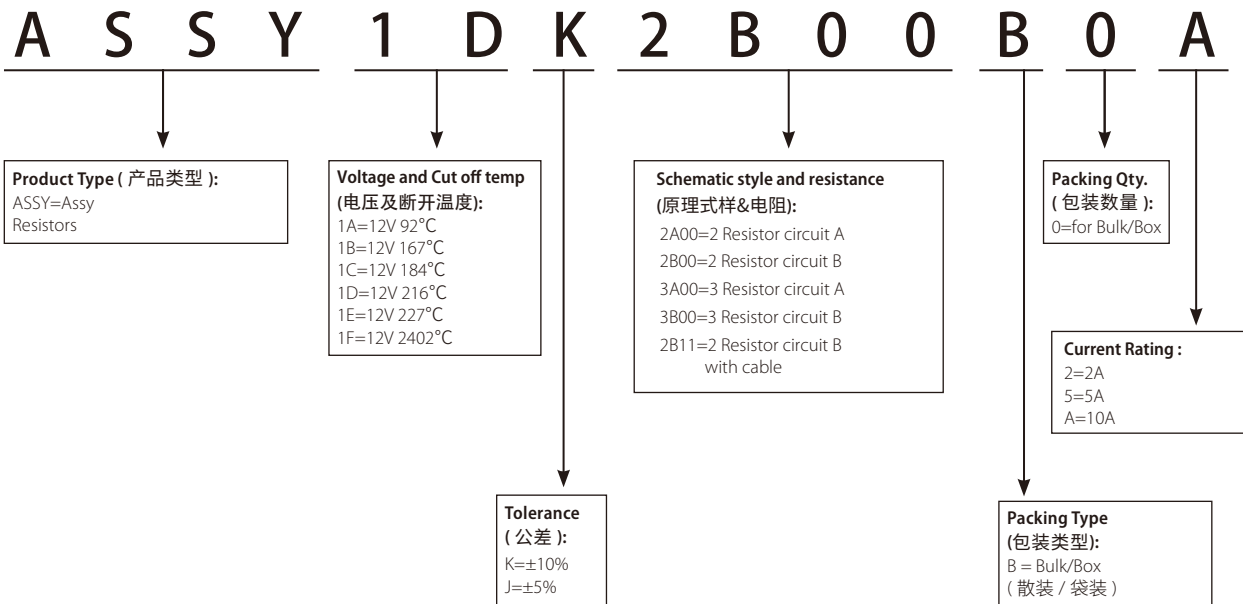 A S S Y 1 D K 2 B 0 0 B 0 A
Product Type ( 产品类型 ):
ASSY=Assy
Resistors
Voltage and Cut off temp
(电压及断开温度):
1A=12V 92°C
1B=12V 167°C
1C=12V 184°C
1D=12V 216°C
1E=12V 227°C
1F=12V 2402°C
Schematic style and resistance
(原理式样&电阻):
2A00=2 Resistor circuit A
2B00=2 Resistor circuit B
3A00=3 Resistor circuit A
3B00=3 Resistor circuit B
2B11=2 Resistor circuit B
with cable
Packing Qty.
( 包装数量 ):
0=for Bulk/Box
Current Rating :
2=2A
5=5A
A=10A
Tolerance
( 公差 ):
K=±10%
J=±5%
Packing Type
(包装类型):
B = Bulk/Box
( 散装 / 袋装 )